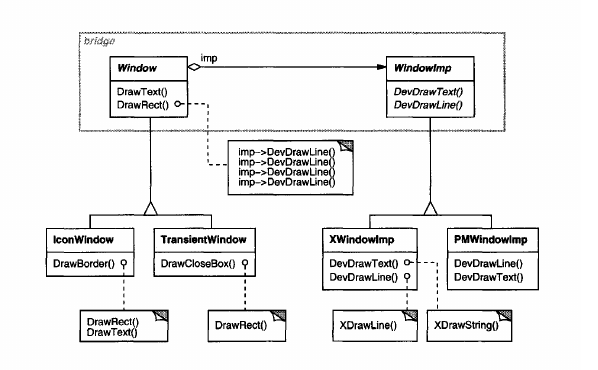 bridge
imp
Window
WindowImp
DrawText()
DrawRect()
DevDrawText()
DevDrawLine()
imp->DevDrawLine()
imp->DevDrawLine()
imp->DevDrawLine()
imp->DevDrawLine()
IconWindow
DrawBorder()
TransientWindow
DrawCloseBox()
XWindowImp
DevDrawText()
DevDrawLine()
PMWindowImp
DevDrawLine()
DevDrawText()
DrawRect()
DrawText()
DrawRect()
XDrawLine()
XDrawString()